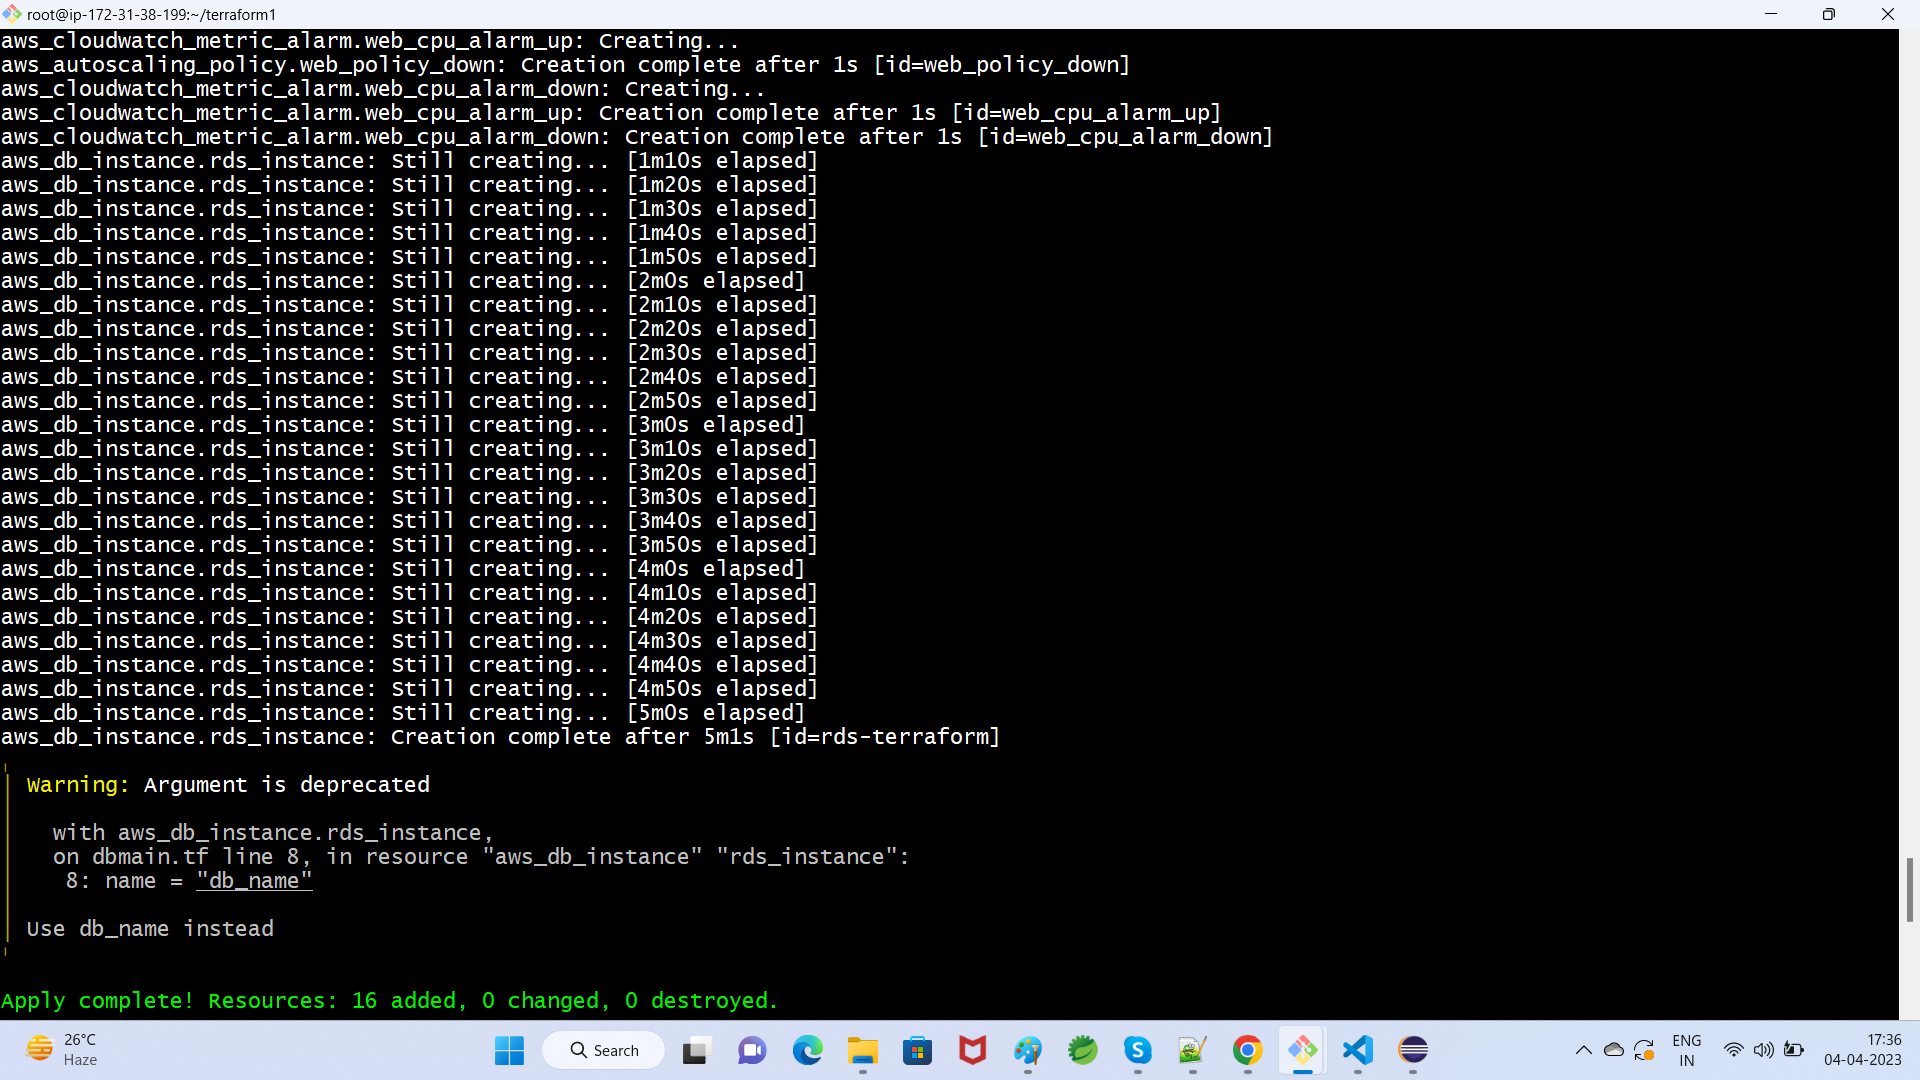 root@ip-172-31-38-199:~/terraform1
aws_cloudwatch_metric_alarm.web_cpu_alarm_up: Creating...
aws_autoscaling_policy.web_policy_down: Creation complete after 1s [id=web_policy_down]
aws_cloudwatch_metric_alarm.web_cpu_alarm_down: Creating...
aws_cloudwatch_metric_alarm.web_cpu_alarm_up: Creation complete after 1s [id=web_cpu_alarm_up]
aws_cloudwatch_metric_alarm.web_cpu_alarm_down: Creation complete after 1s [id=web_cpu_alarm_down]
aws_db_instance.rds_instance: Still creating... [1m10s elapsed]
aws_db_instance.rds_instance: Still creating... [1m20s elapsed]
aws_db_instance.rds_instance: Still creating... [1m30s elapsed]
aws_db_instance.rds_instance: Still creating... [1m40s elapsed]
aws_db_instance.rds_instance: Still creating... [1m50s elapsed]
aws_db_instance.rds_instance: Still creating... [2m0s elapsed]
aws_db_instance.rds_instance: Still creating... [2m10s elapsed]
aws_db_instance.rds_instance: Still creating... [2m20s elapsed]
aws_db_instance.rds_instance: Still creating... [2m30s elapsed]
aws_db_instance.rds_instance: Still creating... [2m40s elapsed]
aws_db_instance.rds_instance: Still creating... [2m50s elapsed]
aws_db_instance.rds_instance: Still creating... [3m0s elapsed]
aws_db_instance.rds_instance: Still creating... [3m10s elapsed]
aws_db_instance.rds_instance: Still creating... [3m20s elapsed]
aws_db_instance.rds_instance: Still creating... [3m30s elapsed]
aws_db_instance.rds_instance: Still creating... [3m40s elapsed]
aws_db_instance.rds_instance: Still creating... [3m50s elapsed]
aws_db_instance.rds_instance: Still creating... [4m0s elapsed]
aws_db_instance.rds_instance: Still creating... [4m10s elapsed]
aws_db_instance.rds_instance: Still creating... [4m20s elapsed]
aws_db_instance.rds_instance: Still creating... [4m30s elapsed]
aws_db_instance.rds_instance: Still creating... [4m40s elapsed]
aws_db_instance.rds_instance: Still creating... [4m50s elapsed]
aws_db_instance.rds_instance: Still creating... [5m0s elapsed]
aws_db_instance.rds_instance: Creation complete after 5m1s [id=rds-terraform]
Warning: Argument is deprecated
with aws_db_instance.rds_instance,
on dbmain.tf line 8, in resource "aws_db_instance" "rds_instance":
8: name = "db_name"
Use db_name instead
Apply complete! Resources: 16 added, 0 changed, 0 destroyed.
26°C
Haze
Search
ENG
IN
17:36
04-04-2023